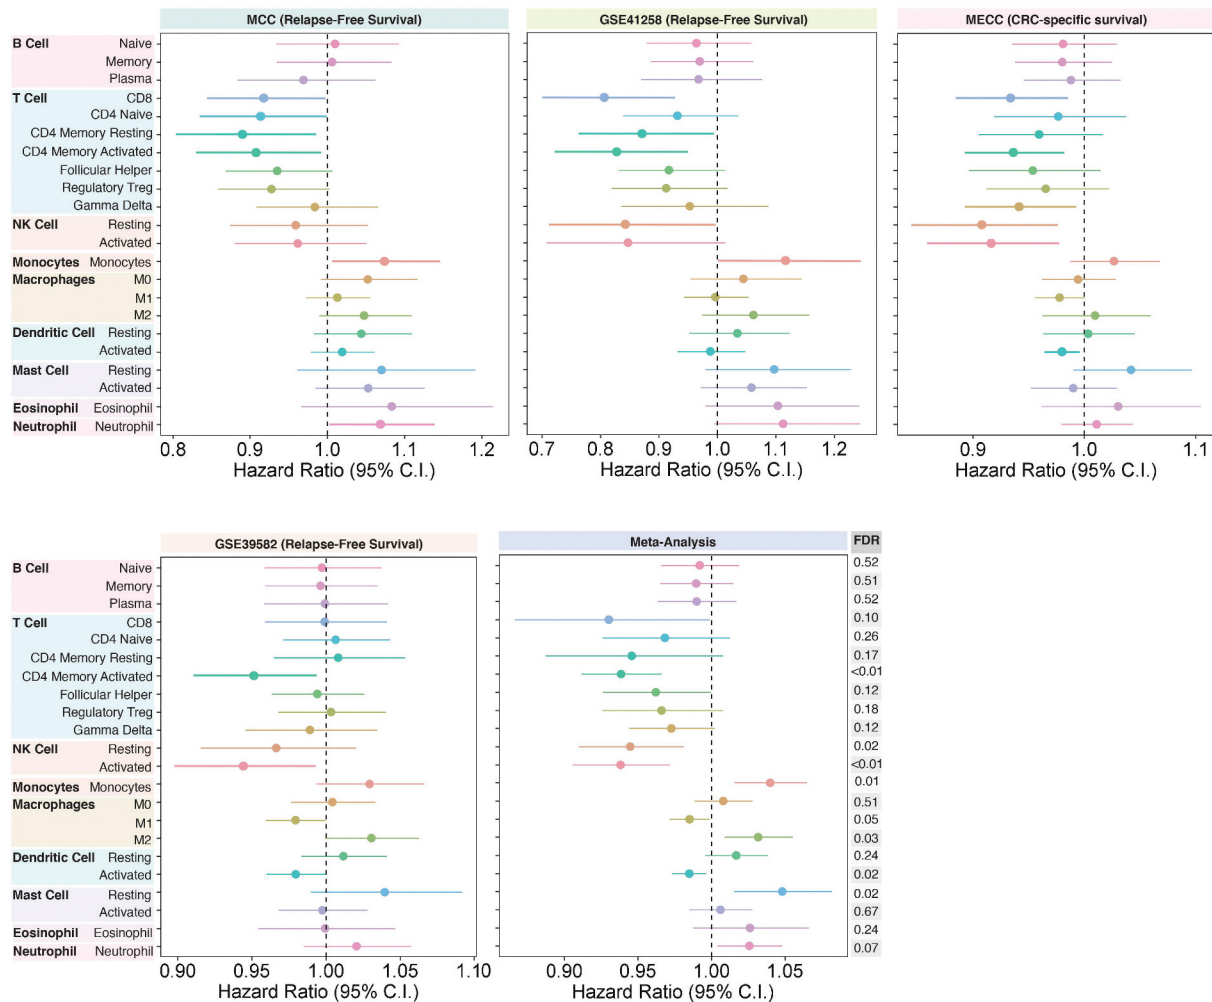 MCC (Relapse-Free Survival)
GSE41258 (Relapse-Free Survival)
MECC (CRC-specific survival)
B Cell Naive
Memory
Plasma
T Cell CD8
CD4 Naive
CD4 Memory Resting
CD4 Memory Activated
Follicular Helper
Regulatory Treg
Gamma Delta
NK Cell Resting
Activated
Monocytes Monocytes
Macrophages M0
M1
M2
Dendritic Cell Resting
Activated
Mast Cell Resting
Activated
Eosinophil Eosinophil
Neutrophil Neutrophil
0.8 0.9 1.0 1.1 1.2
Hazard Ratio (95% C.I.)
0.7 0.8 0.9 1.0 1.1 1.2
Hazard Ratio (95% C.I.)
0.9 1.0 1.1
Hazard Ratio (95% C.I.)
GSE39582 (Relapse-Free Survival)
Meta-Analysis
FDR
B Cell Naive 0.52
Memory 0.51
Plasma 0.52
T Cell CD8 0.10
CD4 Naive 0.26
CD4 Memory Resting 0.17
CD4 Memory Activated <0.01
Follicular Helper 0.12
Regulatory Treg 0.18
Gamma Delta 0.12
NK Cell Resting 0.02
Activated <0.01
Monocytes Monocytes 0.01
Macrophages M0 0.51
M1 0.05
M2 0.03
Dendritic Cell Resting 0.24
Activated 0.02
Mast Cell Resting 0.02
Activated 0.67
Eosinophil Eosinophil 0.24
Neutrophil Neutrophil 0.07
0.90 0.95 1.00 1.05 1.10
Hazard Ratio (95% C.I.)
0.90 0.95 1.00 1.05
Hazard Ratio (95% C.I.)